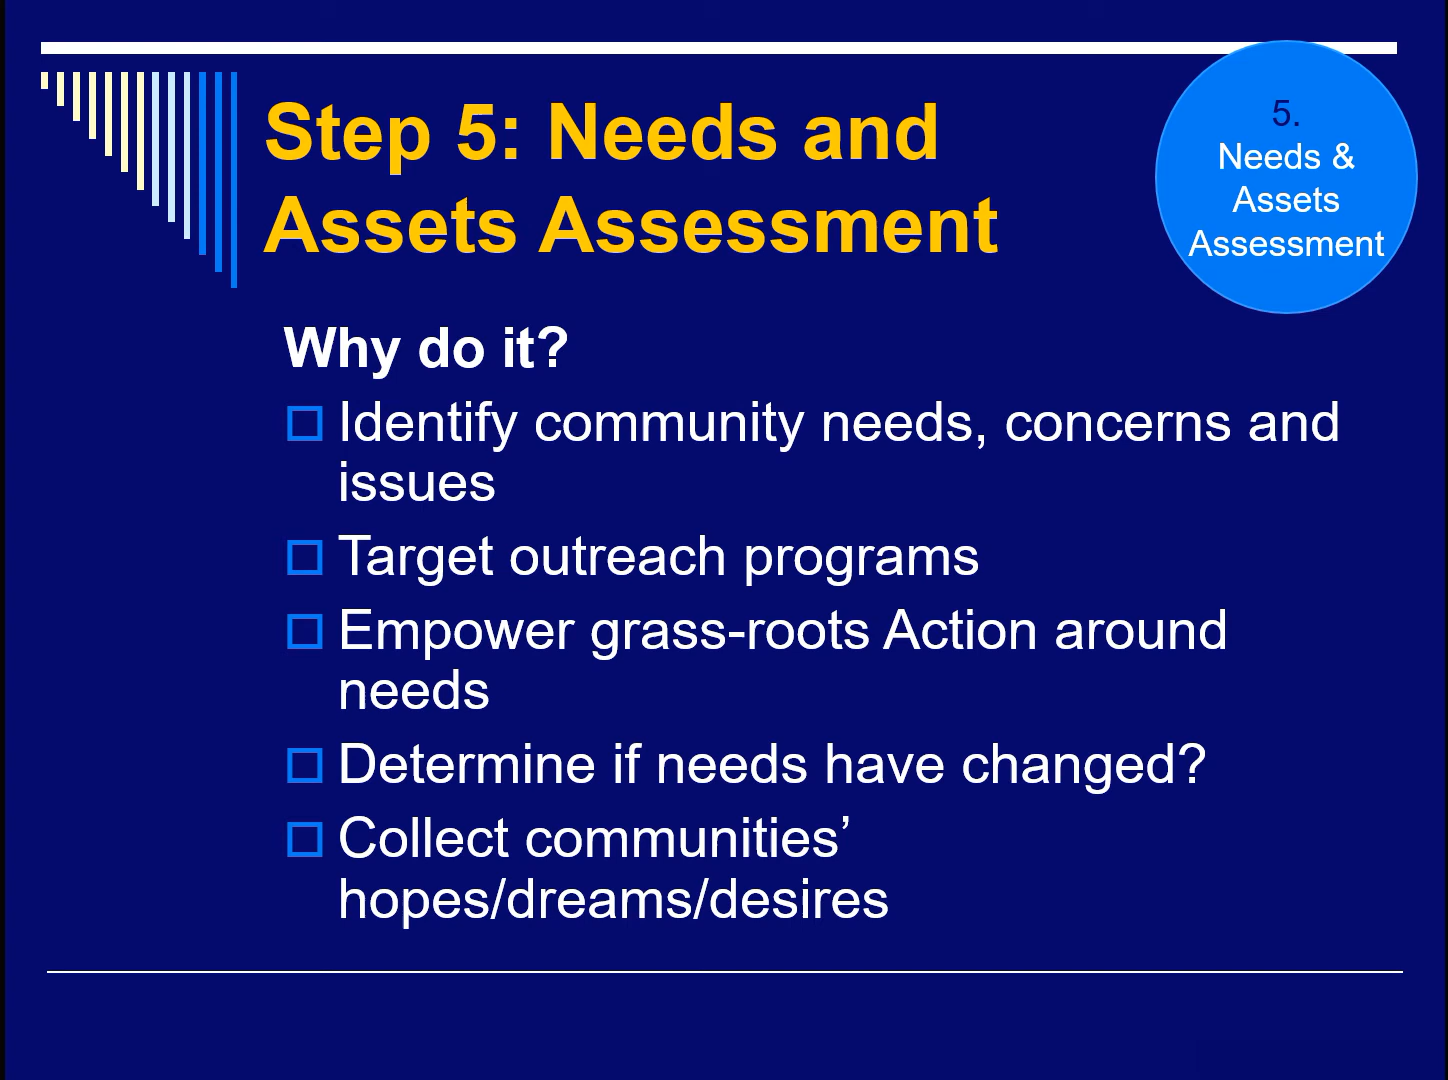 Step 5: Needs and
Assets Assessment
5.
Needs &
Assets
Assessment
Why do it?
Identify community needs, concerns and
issues
Target outreach programs
Empower grass-roots Action around
needs
Determine if needs have changed?
Collect communities’
hopes/dreams/desires